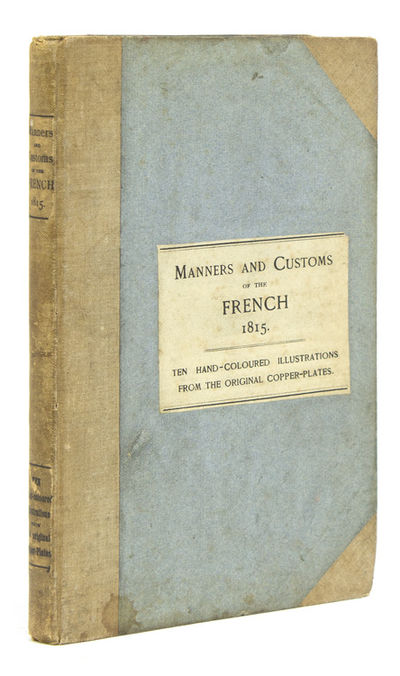 Manners
AND
Customs
OF THE
FRENCH
1815.
MANNERS AND CUSTOMS
OF THE
FRENCH
1815.
TEN HAND-COLOURED ILLUSTRATIONS
FROM THE ORIGINAL COPPER-PLATES.